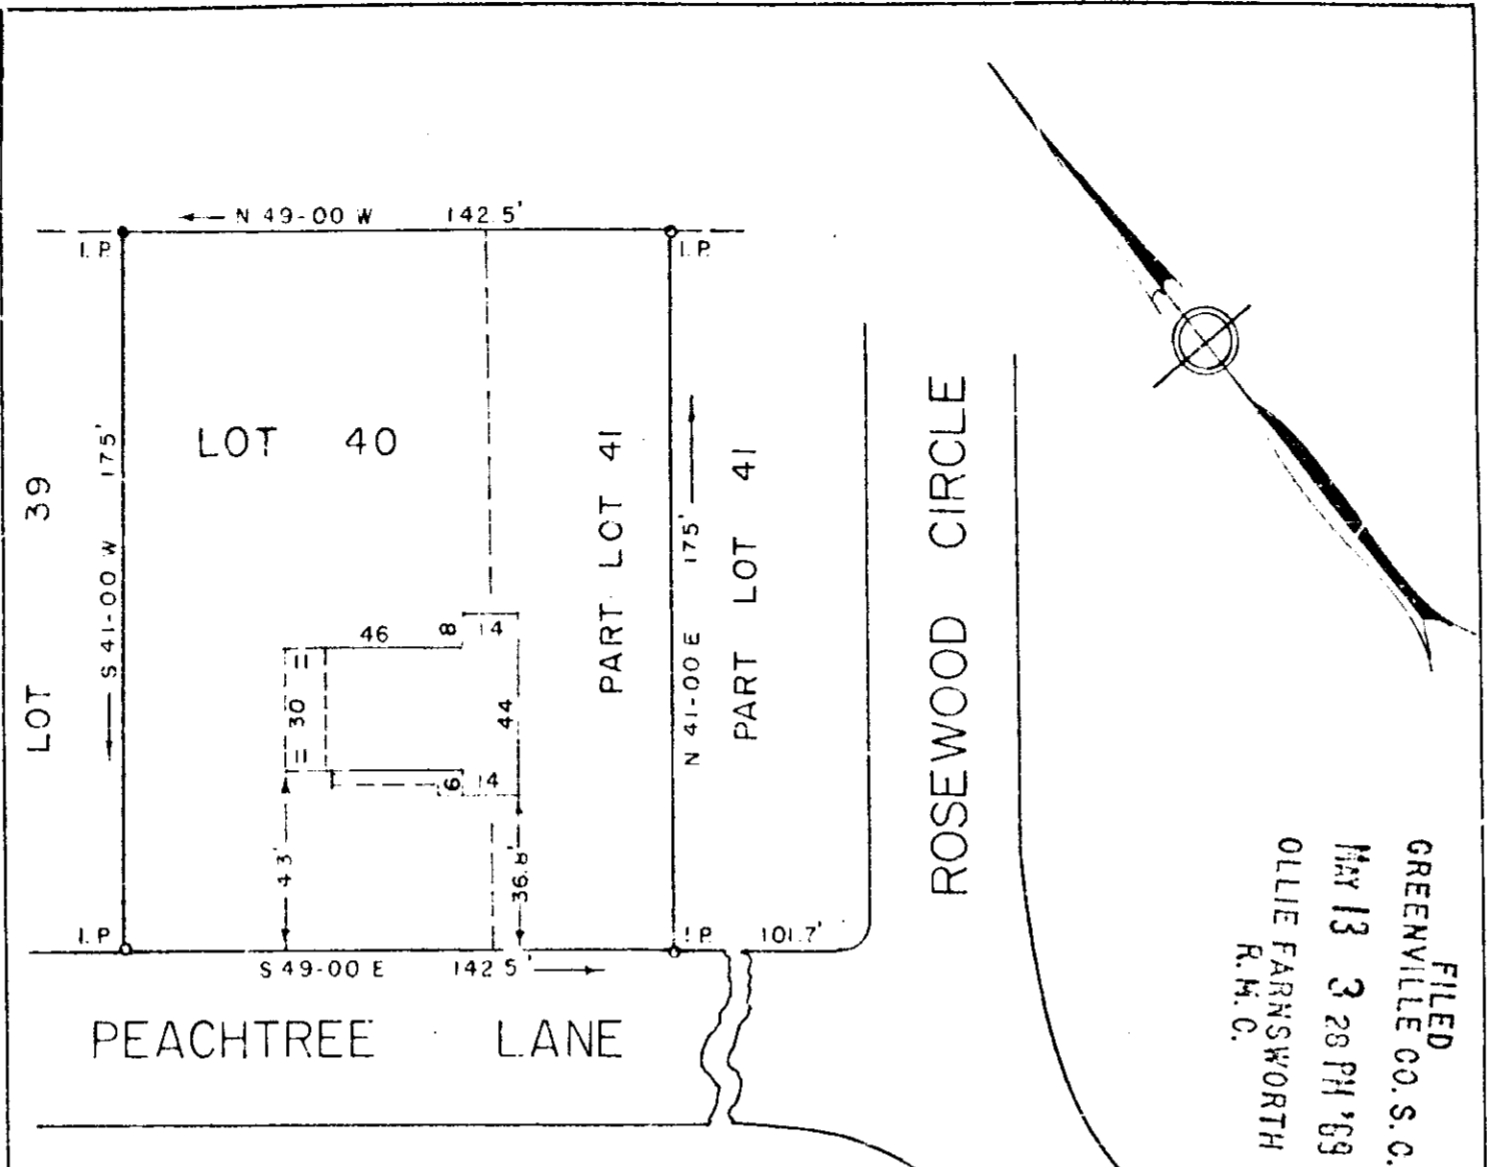 N 49-00 W 142.5'
I. P.
I. P.
LOT 40
LOT 39
S 41-00 W 175'
PART LOT 41
N 41-00 E 175'
PART LOT 41
ROSEWOOD CIRCLE
46
8
14
30
44
6
14
43'
36.8'
I. P.
I. P.
101.7'
S 49-00 E 142.5'
PEACHTREE LANE
FILED
GREENVILLE CO. S. C.
MAY 13 3 28 PM '69
OLLIE FARNSWORTH
R. M. C.